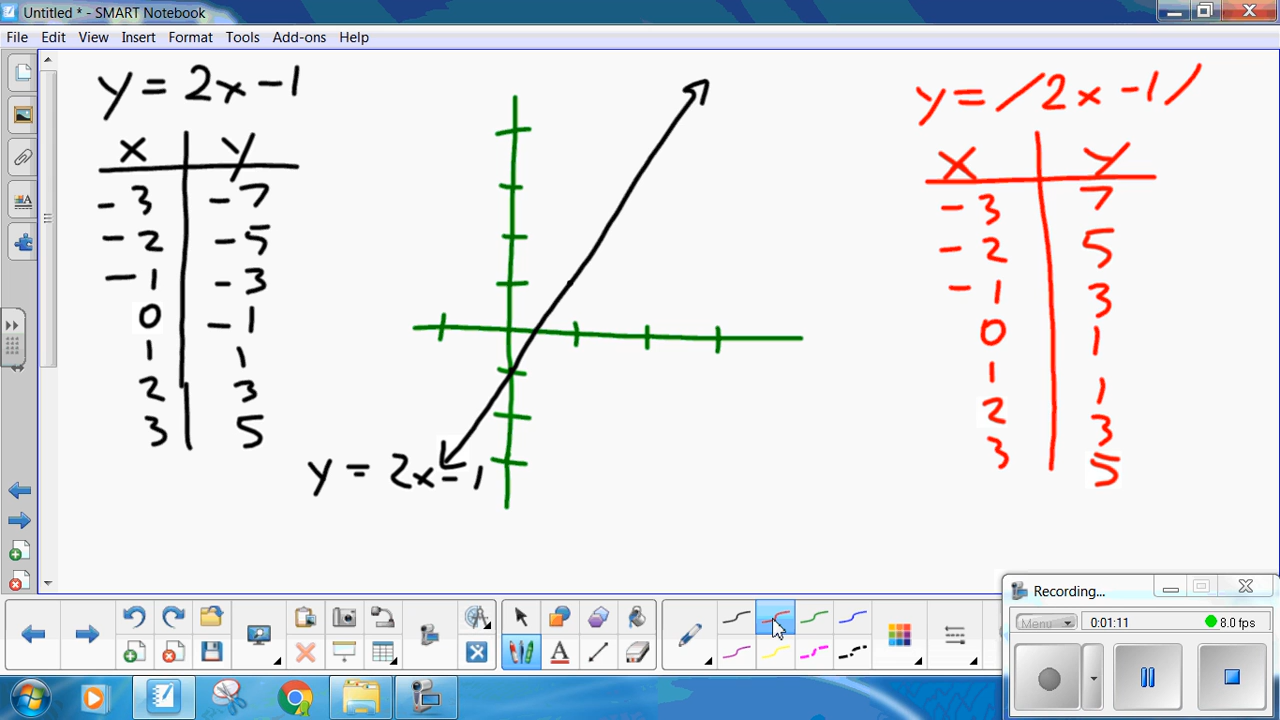 Untitled * - SMART Notebook
File Edit View Insert Format Tools Add-ons Help
y = 2x - 1
x y
-3 -7
-2 -5
-1 -3
0 -1
1 1
2 3
3 5
y = 2x - 1
y = /2x - 1/
x y
-3 7
-2 5
-1 3
0 1
1 1
2 3
3 5
Recording...
Menu 0:01:11 8.0 fps